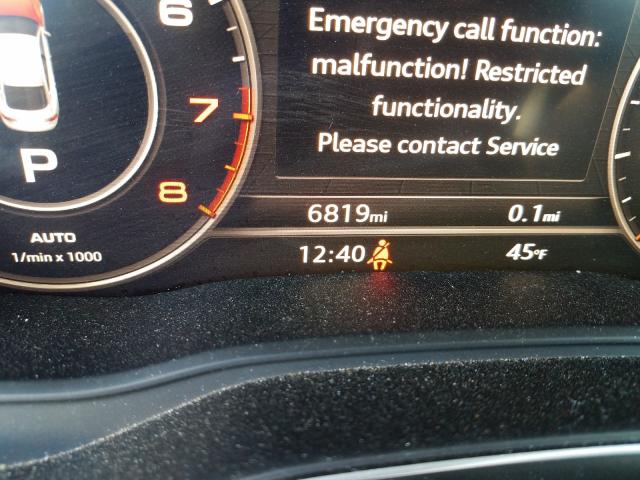 6
7
8
P
AUTO
1/min x 1000
Emergency call function:
malfunction! Restricted
functionality.
Please contact Service
6819mi 0.1mi
12:40 45°F